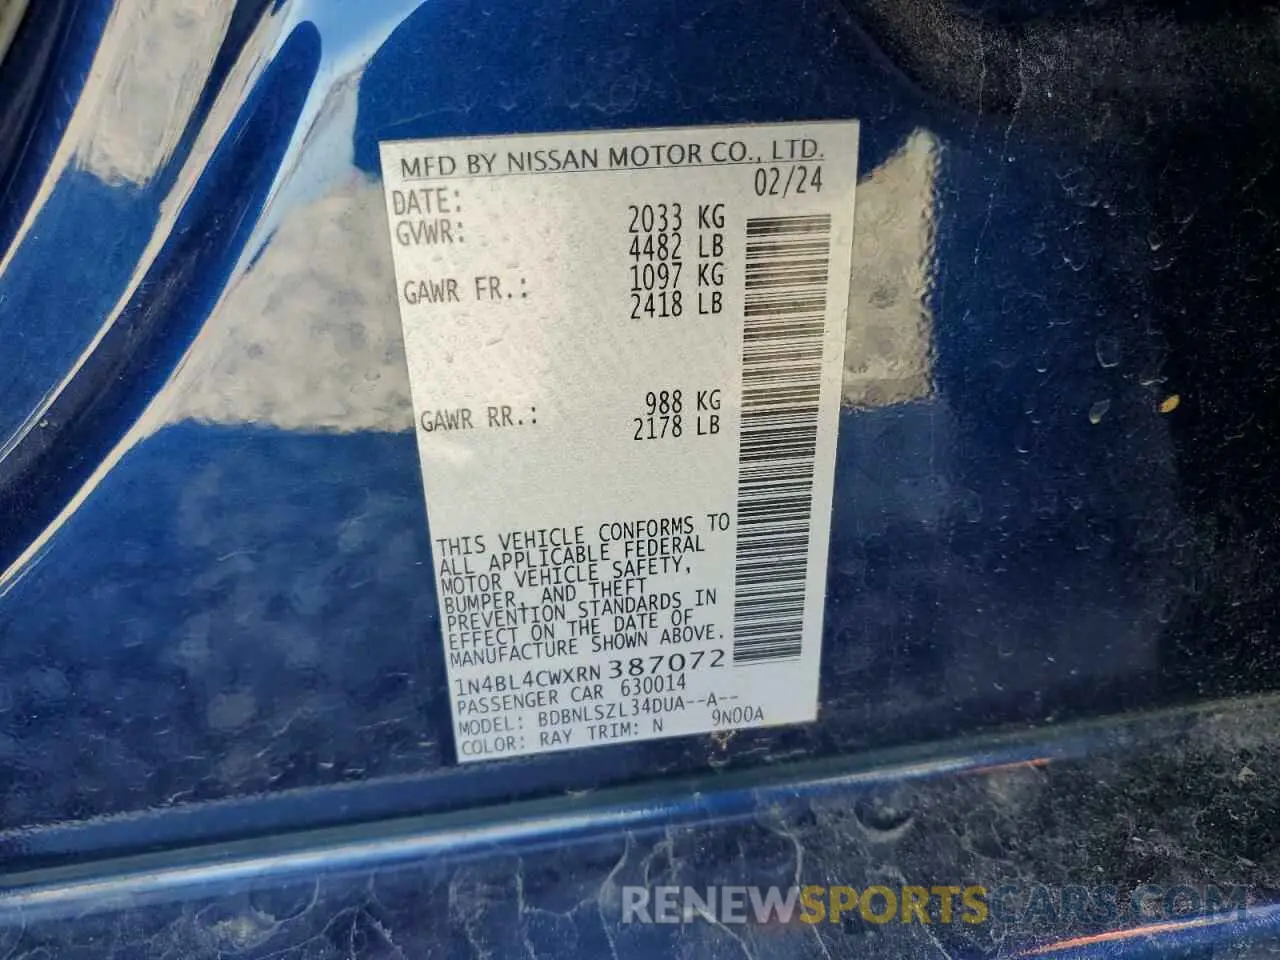 MFD BY NISSAN MOTOR CO., LTD.
DATE: 02/24
GVWR: 2033 KG
4482 LB
GAWR FR.: 1097 KG
2418 LB
GAWR RR.: 988 KG
2178 LB
THIS VEHICLE CONFORMS TO
ALL APPLICABLE FEDERAL
MOTOR VEHICLE SAFETY,
BUMPER, AND THEFT
PREVENTION STANDARDS IN
EFFECT ON THE DATE OF
MANUFACTURE SHOWN ABOVE.
1N4BL4CWXRN387072
PASSENGER CAR 630014
MODEL: BDBNLSZL34DUA--A--
COLOR: RAY TRIM: N 9N00A
RENEWSPORTSCARS.COM